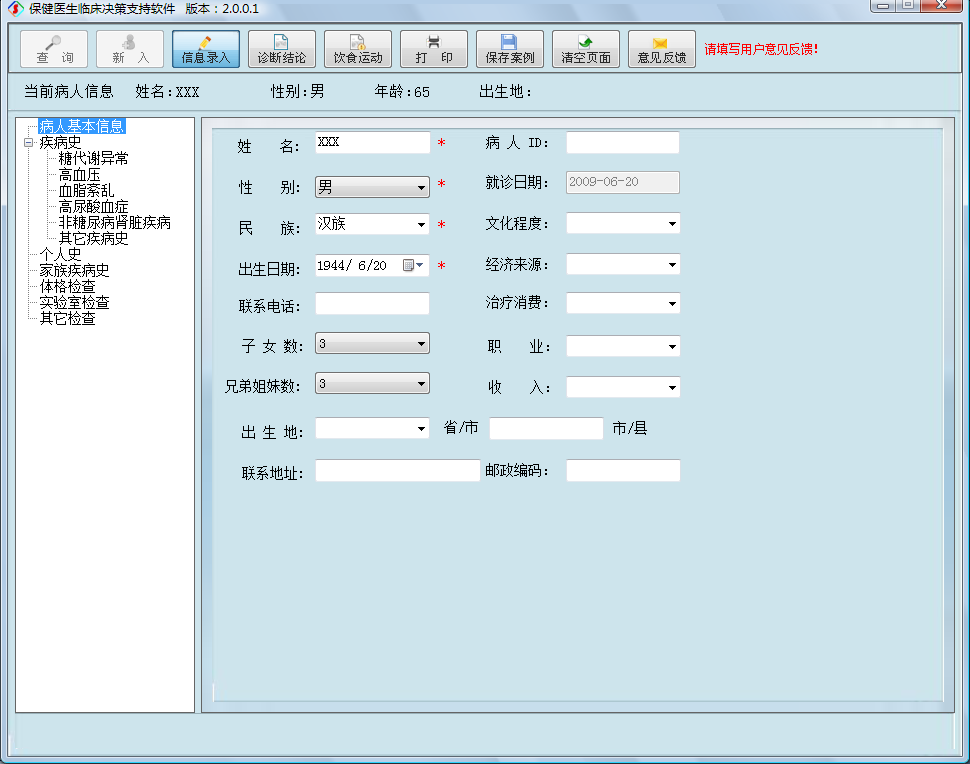 保健医生临床决策支持软件 版本：2.0.0.1
查 询 新 入 信息录入 诊断结论 饮食运动 打 印 保存案例 清空页面 意见反馈 请填写用户意见反馈!
当前病人信息 姓名:XXX 性别:男 年龄:65 出生地:
病人基本信息
疾病史
糖代谢异常
高血压
血脂紊乱
高尿酸血症
非糖尿病肾脏疾病
其它疾病史
个人史
家族疾病史
体格检查
实验室检查
其它检查
姓 名: XXX * 病 人 ID:
性 别: 男 * 就诊日期: 2009-06-20
民 族: 汉族 * 文化程度:
出生日期: 1944/ 6/20 * 经济来源:
联系电话: 治疗消费:
子 女 数: 3 职 业:
兄弟姐妹数: 3 收 入:
出 生 地: 省/市 市/县
联系地址: 邮政编码: